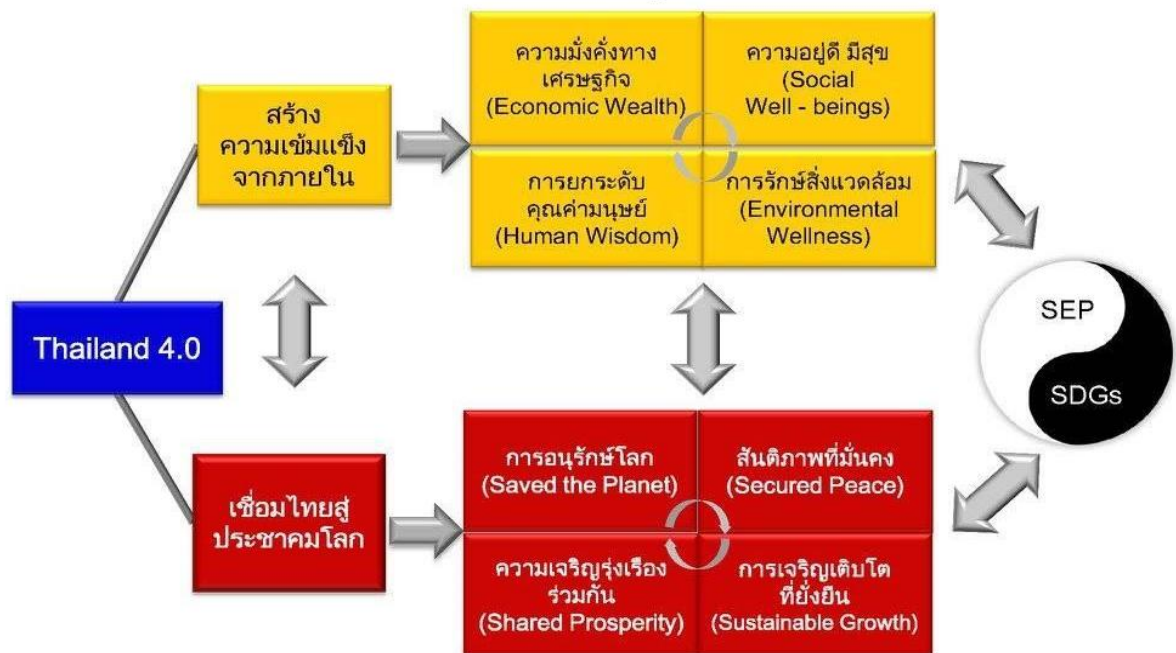 Thailand 4.0
สร้าง
ความเข้มแข็ง
จากภายใน
ความมั่งคั่งทาง
เศรษฐกิจ
(Economic Wealth)
ความอยู่ดี มีสุข
(Social
Well - beings)
การยกระดับ
คุณค่ามนุษย์
(Human Wisdom)
การรักษ์สิ่งแวดล้อม
(Environmental
Wellness)
เชื่อมไทยสู่
ประชาคมโลก
การอนุรักษ์โลก
(Saved the Planet)
สันติภาพที่มั่นคง
(Secured Peace)
ความเจริญรุ่งเรือง
ร่วมกัน
(Shared Prosperity)
การเจริญเติบโต
ที่ยั่งยืน
(Sustainable Growth)
SEP
SDGs